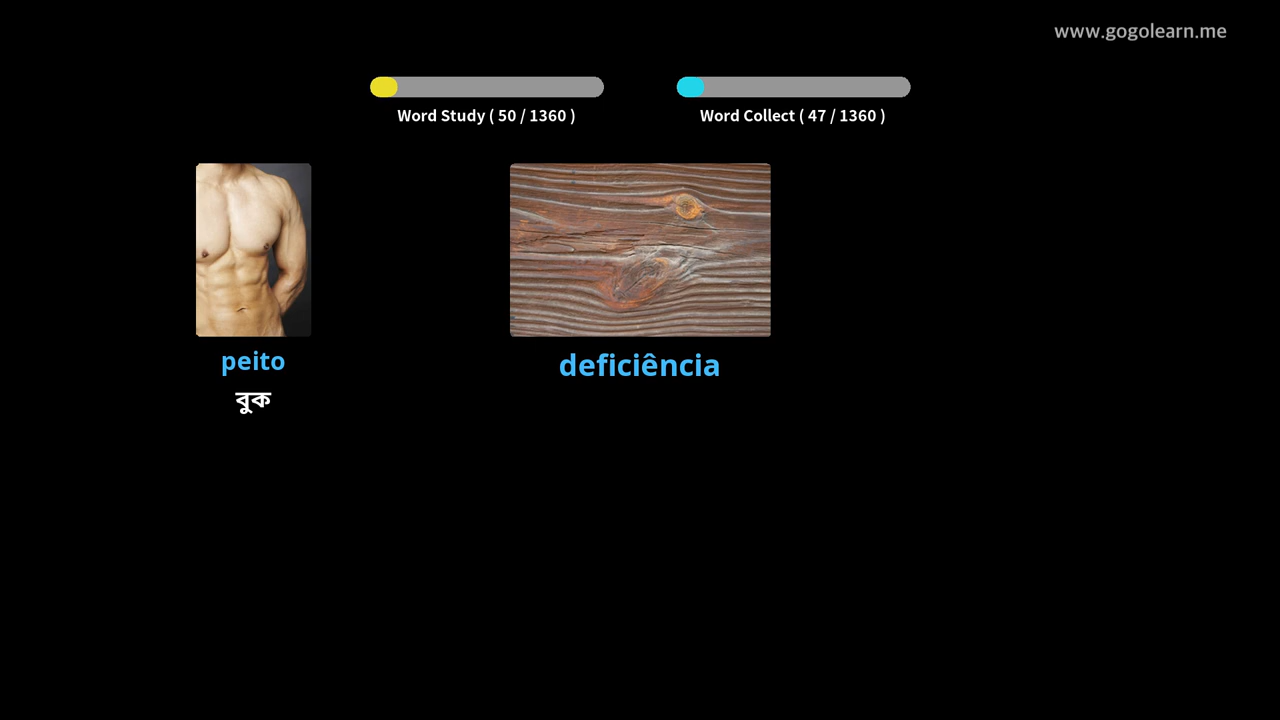 www.gogolearn.me
Word Study ( 50 / 1360 )
Word Collect ( 47 / 1360 )
peito
বুক
deficiência